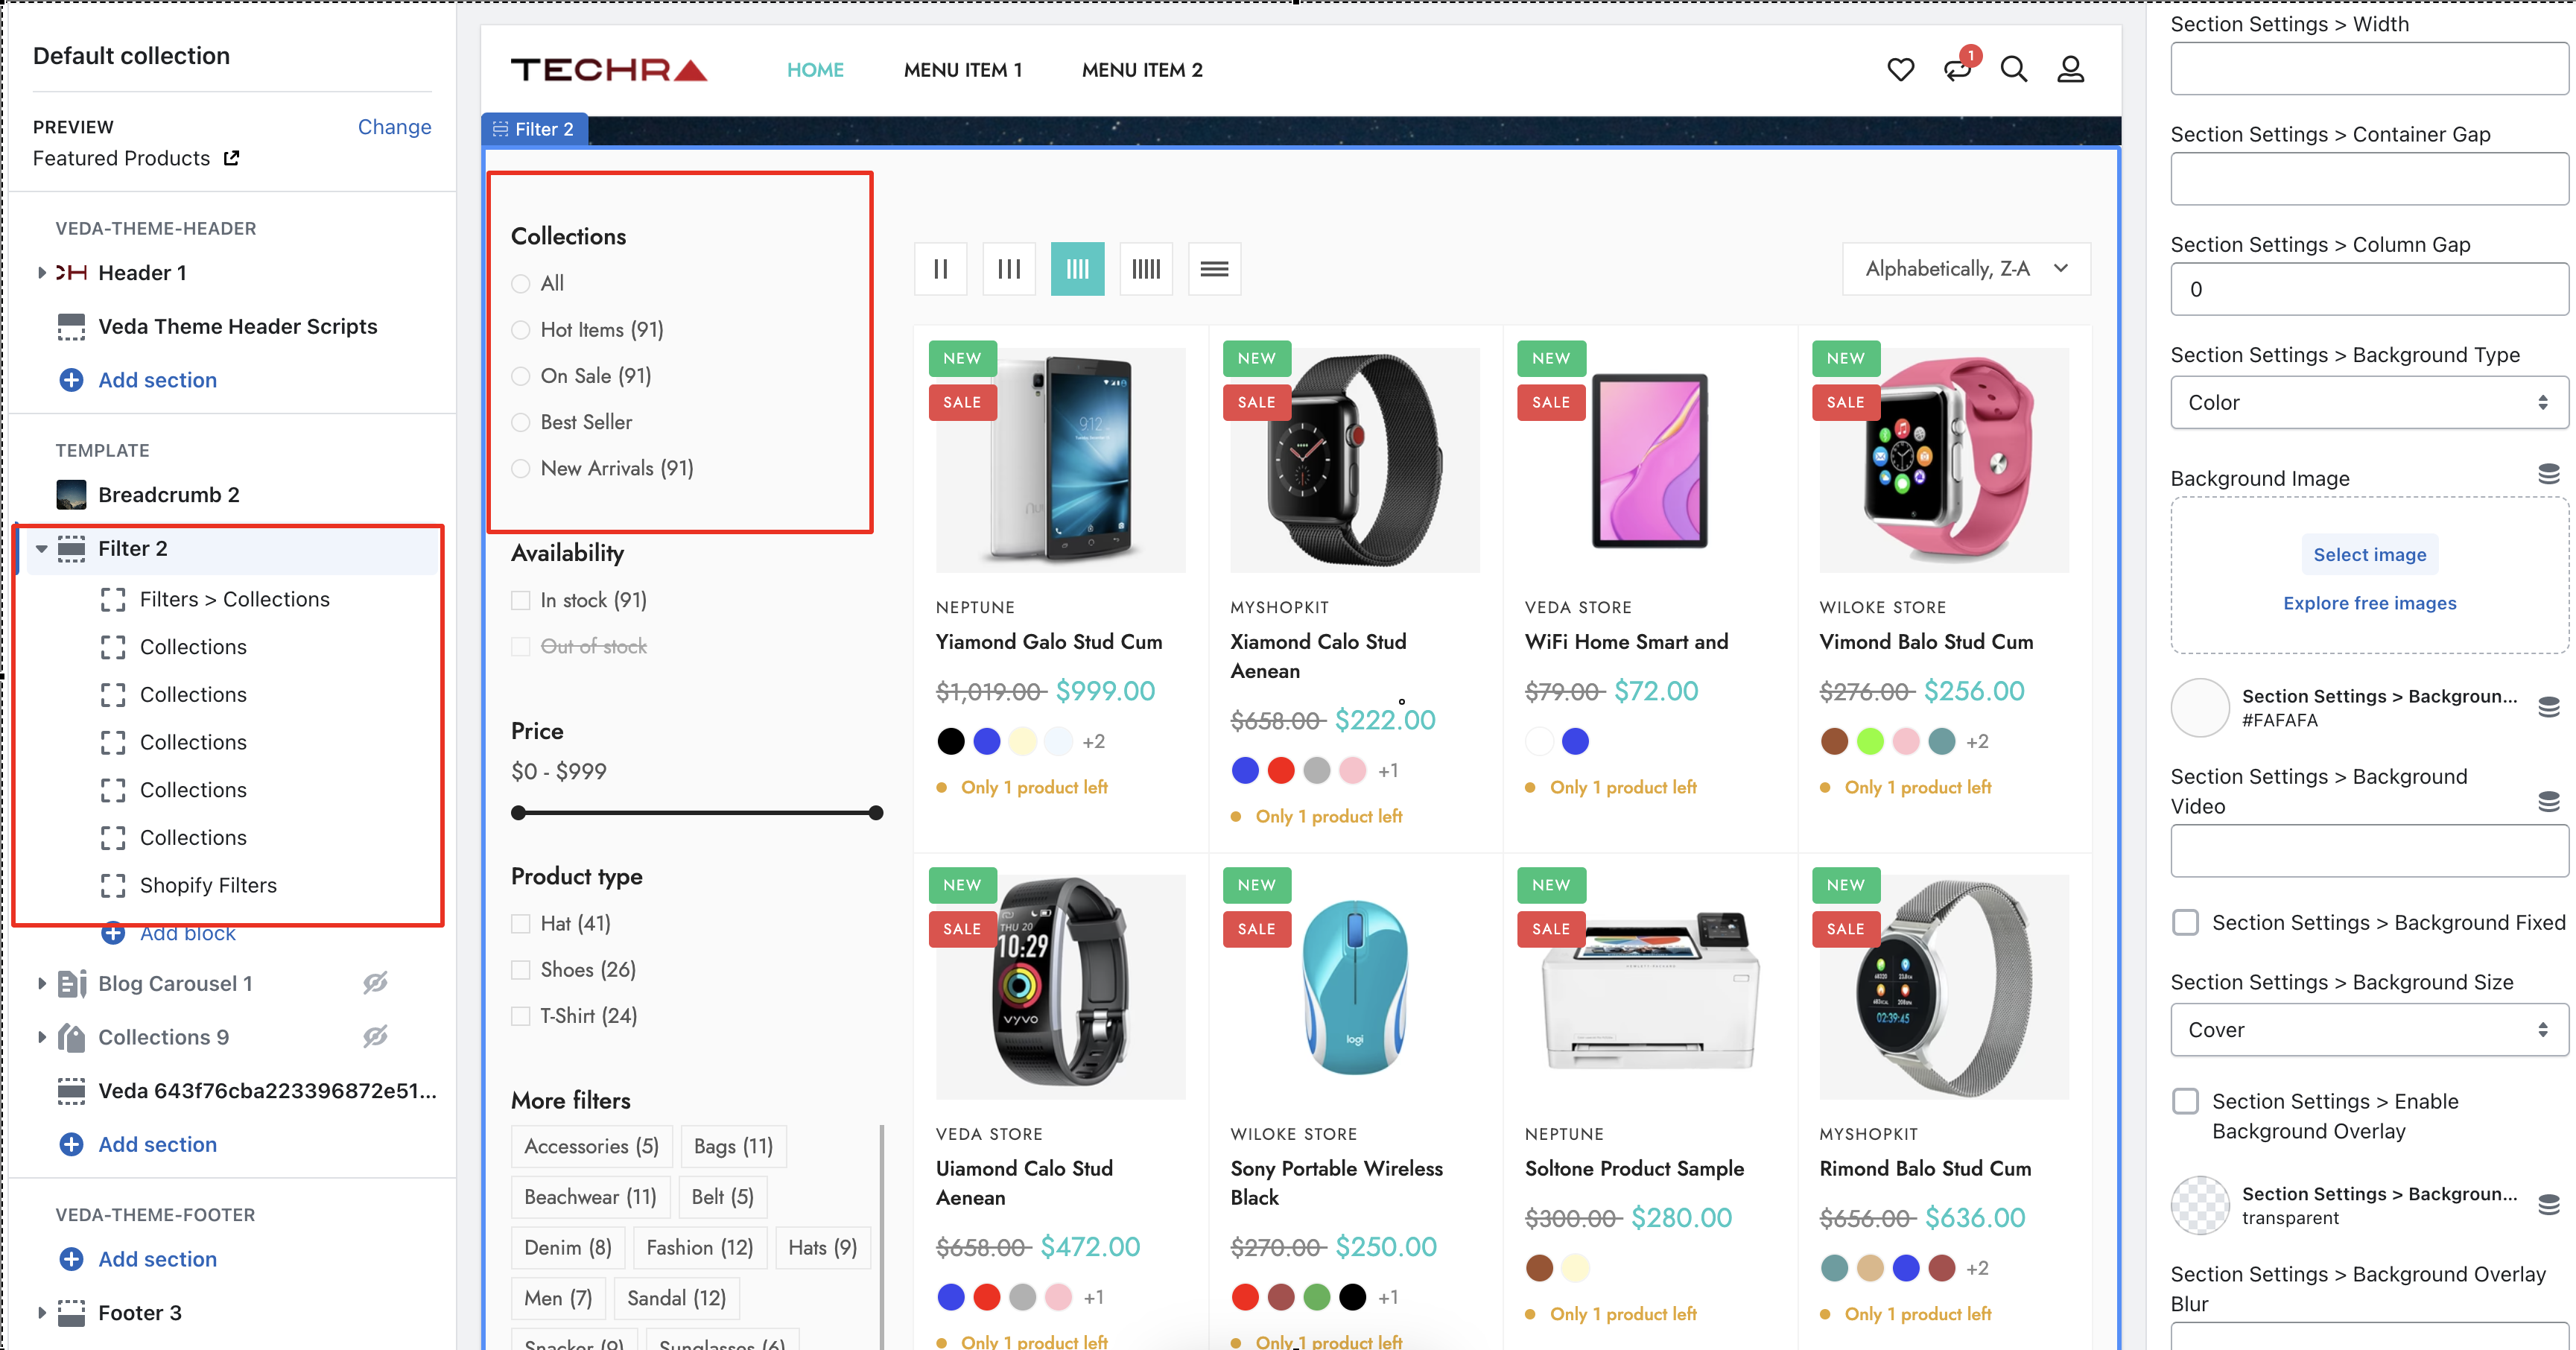 Default collection
PREVIEW
Change
Featured Products
VEDA-THEME-HEADER
Header 1
Veda Theme Header Scripts
Add section
TEMPLATE
Breadcrumb 2
Filter 2
Filters > Collections
Collections
Collections
Collections
Collections
Collections
Shopify Filters
Add block
Blog Carousel 1
Collections 9
Veda 643f76cba223396872e51...
Add section
VEDA-THEME-FOOTER
Add section
Footer 3
TECHRA
HOME
MENU ITEM 1
MENU ITEM 2
1
Filter 2
Collections
All
Hot Items (91)
On Sale (91)
Best Seller
New Arrivals (91)
Availability
In stock (91)
Out of stock
Price
$0 - $999
Product type
Hat (41)
Shoes (26)
T-Shirt (24)
More filters
Accessories (5)
Bags (11)
Beachwear (11)
Belt (5)
Denim (8)
Fashion (12)
Hats (9)
Men (7)
Sandal (12)
Snacker (9)
Sunglasses (6)
Alphabetically, Z-A
NEW
SALE
NEPTUNE
Yiamond Galo Stud Cum
$1,019.00 $999.00
+2
Only 1 product left
NEW
SALE
MYSHOPKIT
Xiamond Calo Stud
Aenean
$658.00 $222.00
+1
Only 1 product left
NEW
SALE
VEDA STORE
WiFi Home Smart and
$79.00 $72.00
Only 1 product left
NEW
SALE
WILOKE STORE
Vimond Balo Stud Cum
$276.00 $256.00
+2
Only 1 product left
NEW
SALE
THU 20
10:29
VYVO
VEDA STORE
Uiamond Calo Stud
Aenean
$658.00 $472.00
+1
Only 1 product left
NEW
SALE
logi
WILOKE STORE
Sony Portable Wireless
Black
$270.00 $250.00
+1
Only 1 product left
NEW
SALE
NEPTUNE
Soltone Product Sample
$300.00 $280.00
Only 1 product left
NEW
SALE
02:39:45
MYSHOPKIT
Rimond Balo Stud Cum
$656.00 $636.00
+2
Only 1 product left
Section Settings > Width
Section Settings > Container Gap
Section Settings > Column Gap
0
Section Settings > Background Type
Color
Background Image
Select image
Explore free images
Section Settings > Backgroun...
#FAFAFA
Section Settings > Background
Video
Section Settings > Background Fixed
Section Settings > Background Size
Cover
Section Settings > Enable
Background Overlay
Section Settings > Backgroun...
transparent
Section Settings > Background Overlay
Blur